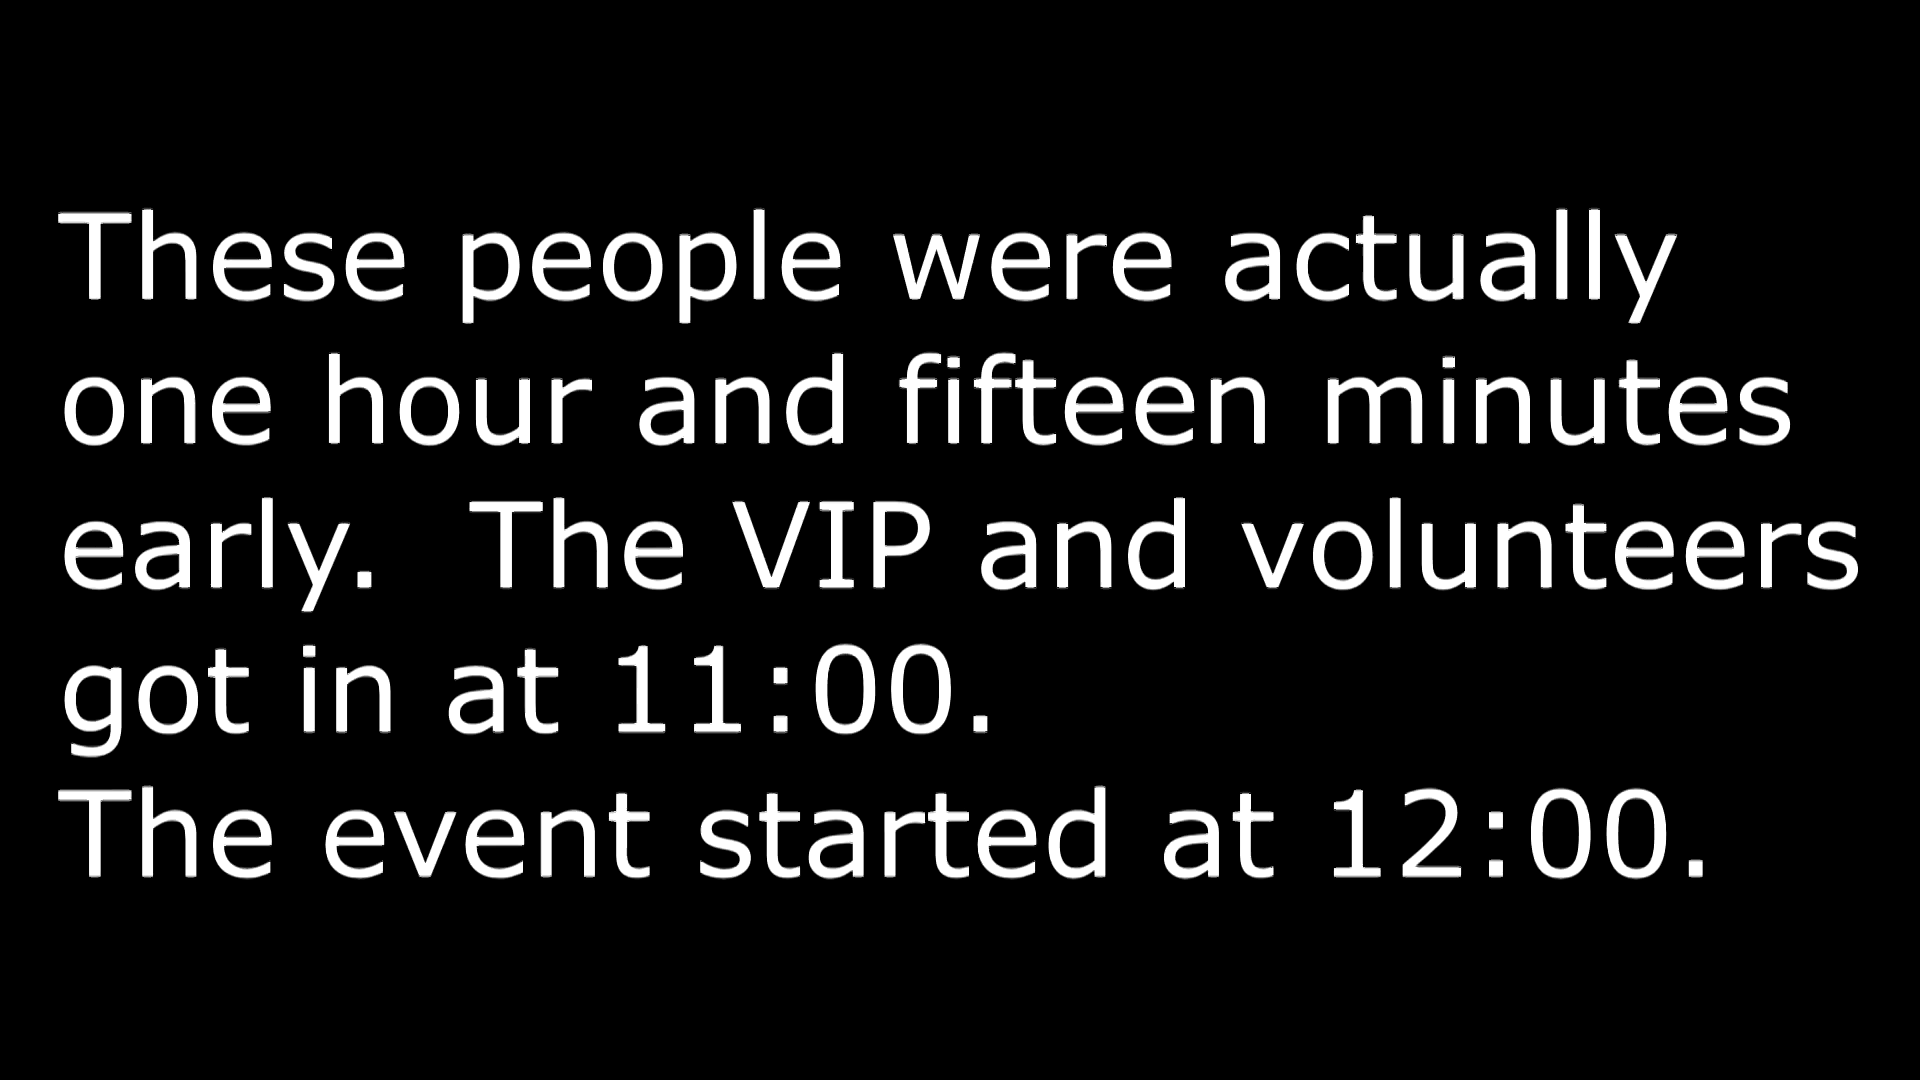 These people were actually
one hour and fifteen minutes
early.  The VIP and volunteers
got in at 11:00.
The event started at 12:00.